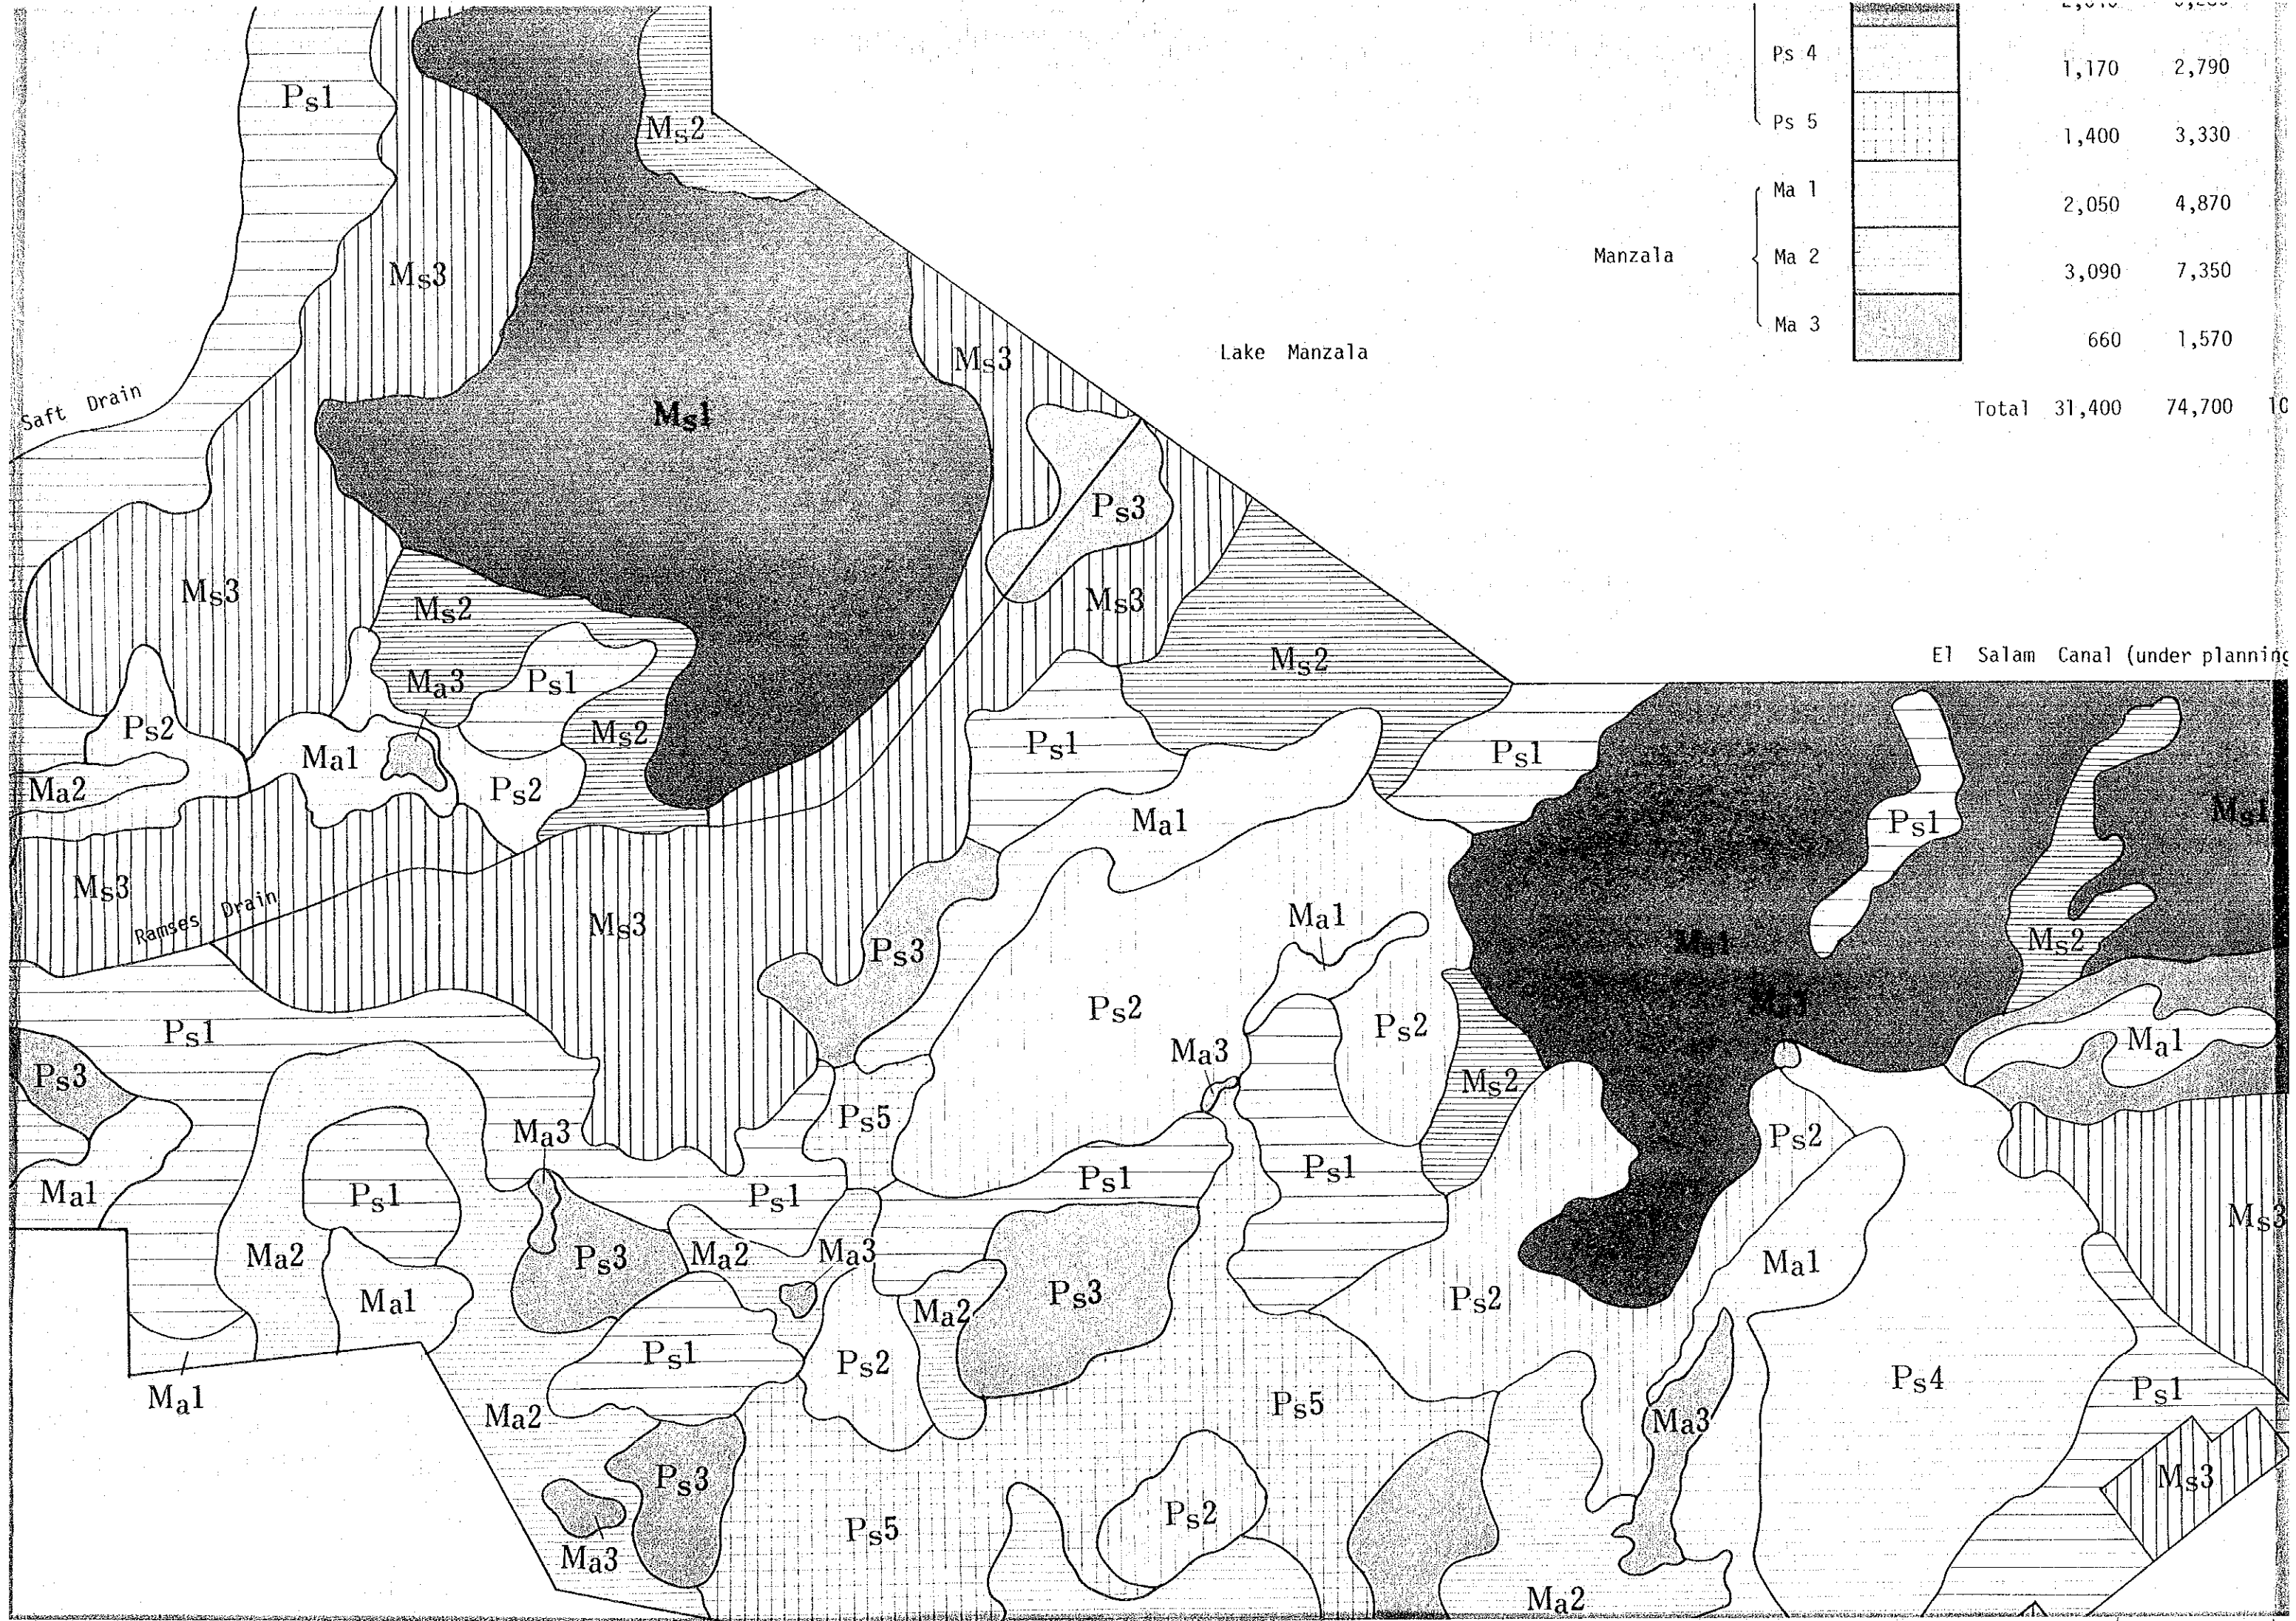 Ps 4 1,170 2,790
Ps 5 1,400 3,330
Ma 1 2,050 4,870
Manzala Ma 2 3,090 7,350
Ma 3 660 1,570
Total 31,400 74,700 10
Lake Manzala
El Salam Canal (under planning
Saft Drain
Ramses Drain
Ps1
Ms2
Ms3
Ms3
Ms1
Ps3
Ms3
Ms3
Ms2
Ms2
Ma3
Ps1
Ps2
Ms2
Ps1
Ps1
Ma1
Ps2
Ma2
Ma1
Ps1
Ms1
Ms3
Ma1
Ms3
Ps3
Ms1
Ms2
Ps2
Ps2
Ps1
Ma3
Ma1
Ps3
Ms2
Ps5
Ma3
Ps2
Ps1
Ps1
Ma1
Ps1
Ps1
Ms3
Ma2
Ps3
Ma2
Ma3
Ma1
Ma1
Ps3
Ps2
Ma2
Ps1
Ps2
Ps4
Ps1
Ma1
Ps5
Ma2
Ma3
Ps3
Ms3
Ps2
Ps5
Ma3
Ma2